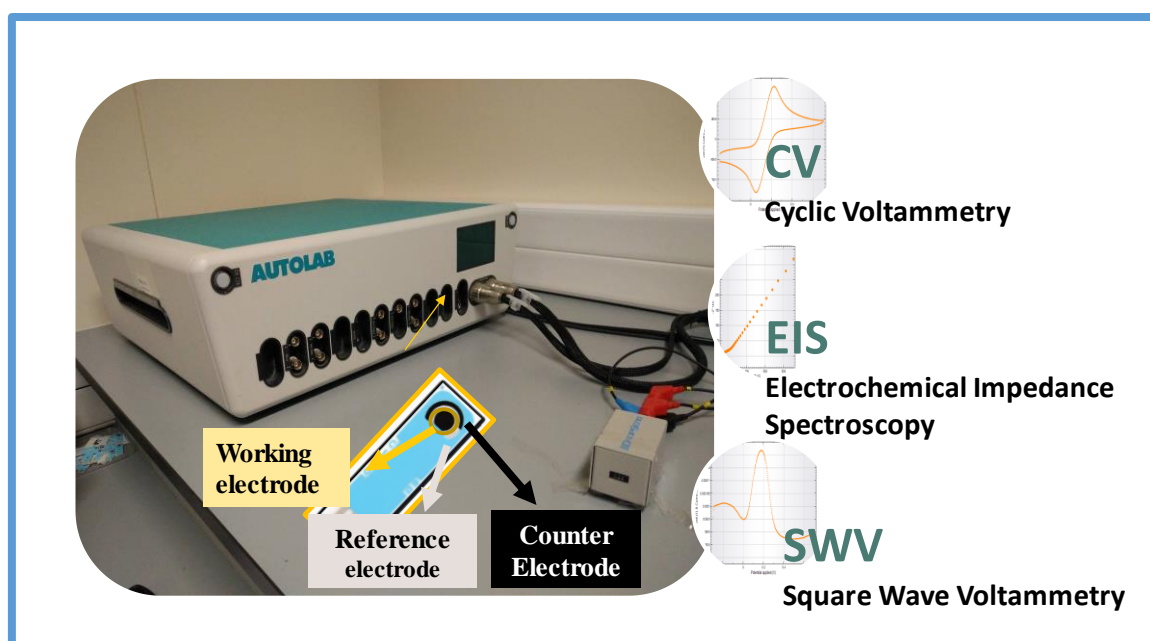 AUTOLAB
Working
electrode
Reference
electrode
Counter
Electrode
CV
Cyclic Voltammetry
EIS
Electrochemical Impedance
Spectroscopy
SWV
Square Wave Voltammetry